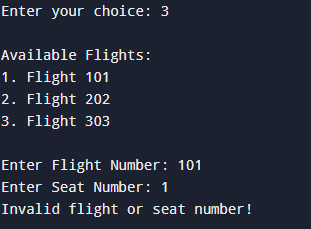 Enter your choice: 3
Available Flights:
1. Flight 101
2. Flight 202
3. Flight 303
Enter Flight Number: 101
Enter Seat Number: 1
Invalid flight or seat number!